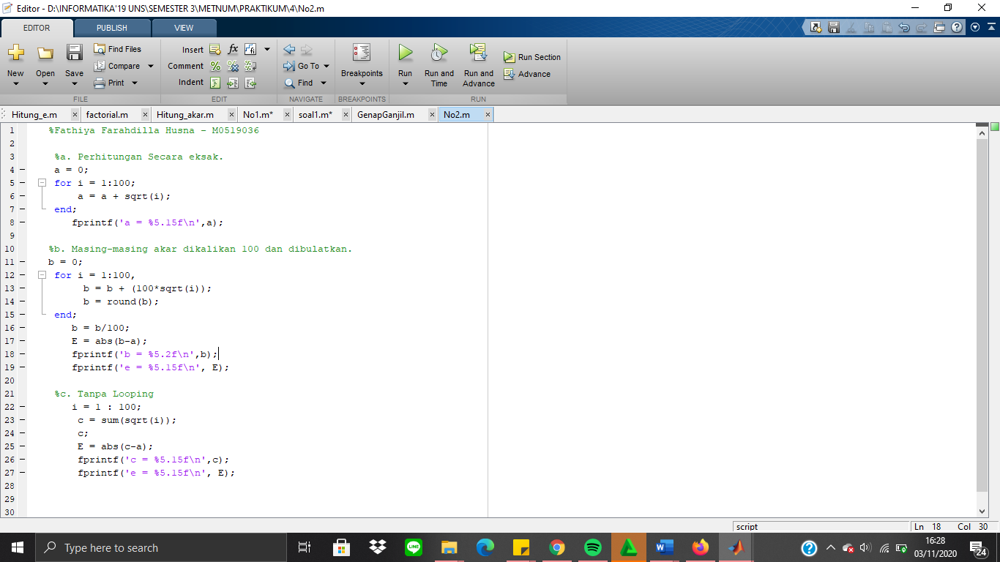 Editor - D:\INFORMATIKA'19 UNS\SEMESTER 3\METNUM\PRAKTIKUM\4\No2.m
EDITOR PUBLISH VIEW
New Open Save Find Files Compare Print
Insert Comment Indent
Go To Find
Breakpoints
Run Run and Time Run and Advance Run Section Advance
FILE EDIT NAVIGATE BREAKPOINTS RUN
Hitung_e.m factorial.m Hitung_akar.m No1.m* soal1.m* GenapGanjil.m No2.m
1 %Fathiya Farahdilla Husna - M0519036
2
3 %a. Perhitungan Secara eksak.
4 a = 0;
5 for i = 1:100;
6 a = a + sqrt(i);
7 end;
8 fprintf('a = %5.15f\n',a);
9
10 %b. Masing-masing akar dikalikan 100 dan dibulatkan.
11 b = 0;
12 for i = 1:100,
13 b = b + (100*sqrt(i));
14 b = round(b);
15 end;
16 b = b/100;
17 E = abs(b-a);
18 fprintf('b = %5.2f\n',b);
19 fprintf('e = %5.15f\n', E);
20
21 %c. Tanpa Looping
22 i = 1 : 100;
23 c = sum(sqrt(i));
24 c;
25 E = abs(c-a);
26 fprintf('c = %5.15f\n',c);
27 fprintf('e = %5.15f\n', E);
28
29
30
script Ln 18 Col 30
Type here to search
LINE
16:28
03/11/2020
24